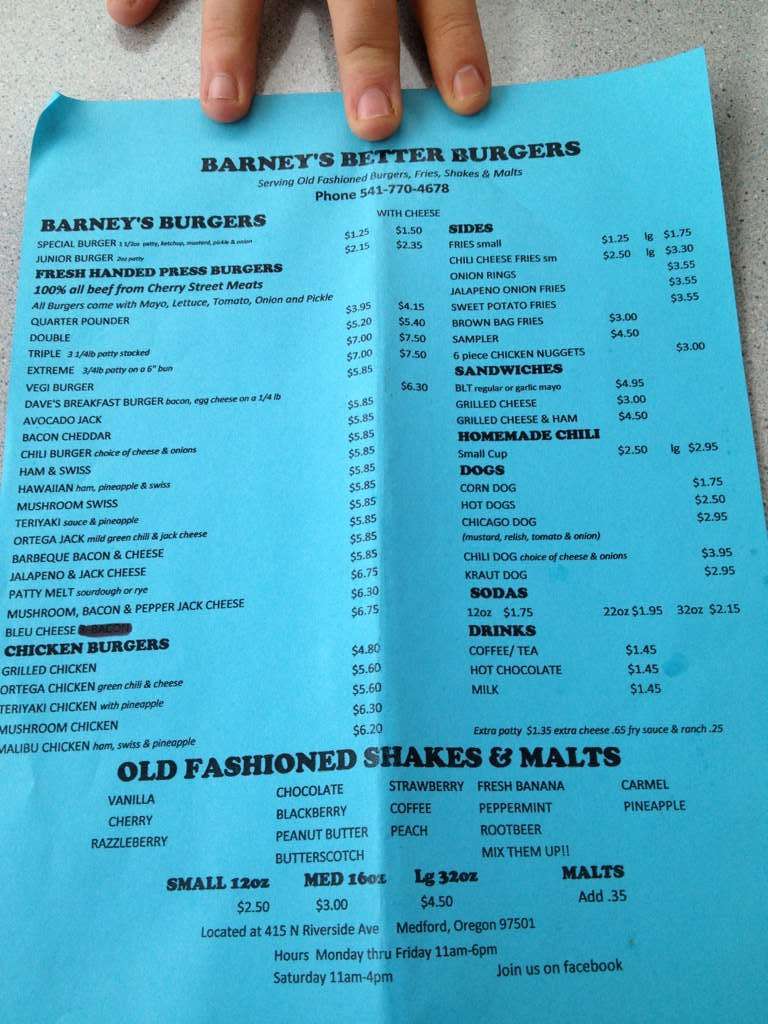 BARNEY'S BETTER BURGERS
Serving Old Fashioned Burgers, Fries, Shakes & Malts
Phone 541-770-4678
WITH CHEESE
BARNEY'S BURGERS
SPECIAL BURGER 1 1/2oz patty, ketchup, mustard, pickle & onion $1.25 $1.50
JUNIOR BURGER 2oz patty $2.15 $2.35
FRESH HANDED PRESS BURGERS
100% all beef from Cherry Street Meats
All Burgers come with Mayo, Lettuce, Tomato, Onion and Pickle
QUARTER POUNDER $3.95 $4.15
DOUBLE $5.20 $5.40
TRIPLE 3 1/4lb patty stacked $7.00 $7.50
EXTREME 3/4lb patty on a 6" bun $7.00 $7.50
VEGI BURGER $5.85
DAVE'S BREAKFAST BURGER bacon, egg cheese on a 1/4 lb $6.30
AVOCADO JACK $5.85
BACON CHEDDAR $5.85
CHILI BURGER choice of cheese & onions $5.85
HAM & SWISS $5.85
HAWAIIAN ham, pineapple & swiss $5.85
MUSHROOM SWISS $5.85
TERIYAKI sauce & pineapple $5.85
ORTEGA JACK mild green chili & jack cheese $5.85
BARBEQUE BACON & CHEESE $5.85
JALAPENO & JACK CHEESE $5.85
PATTY MELT sourdough or rye $6.75
MUSHROOM, BACON & PEPPER JACK CHEESE $6.30
BLEU CHEESE & BACON $6.75
CHICKEN BURGERS
GRILLED CHICKEN $4.80
ORTEGA CHICKEN green chili & cheese $5.60
TERIYAKI CHICKEN with pineapple $5.60
MUSHROOM CHICKEN $6.30
MALIBU CHICKEN ham, swiss & pineapple $6.20
SIDES
FRIES small $1.25 lg $1.75
CHILI CHEESE FRIES sm $2.50 lg $3.30
ONION RINGS $3.55
JALAPENO ONION FRIES $3.55
SWEET POTATO FRIES $3.55
BROWN BAG FRIES $3.00
SAMPLER $4.50
6 piece CHICKEN NUGGETS $3.00
SANDWICHES
BLT regular or garlic mayo $4.95
GRILLED CHEESE $3.00
GRILLED CHEESE & HAM $4.50
HOMEMADE CHILI
Small Cup $2.50 lg $2.95
DOGS
CORN DOG $1.75
HOT DOGS $2.50
CHICAGO DOG $2.95
(mustard, relish, tomato & onion)
CHILI DOG choice of cheese & onions $3.95
KRAUT DOG $2.95
SODAS
12oz $1.75 22oz $1.95 32oz $2.15
DRINKS
COFFEE/ TEA $1.45
HOT CHOCOLATE $1.45
MILK $1.45
Extra patty $1.35 extra cheese .65 fry sauce & ranch .25
OLD FASHIONED SHAKES & MALTS
VANILLA CHOCOLATE STRAWBERRY FRESH BANANA CARMEL
CHERRY BLACKBERRY COFFEE PEPPERMINT PINEAPPLE
RAZZLEBERRY PEANUT BUTTER PEACH ROOTBEER
BUTTERSCOTCH MIX THEM UP!!
SMALL 12oz MED 16oz Lg 32oz MALTS
$2.50 $3.00 $4.50 Add .35
Located at 415 N Riverside Ave Medford, Oregon 97501
Hours Monday thru Friday 11am-6pm
Saturday 11am-4pm Join us on facebook